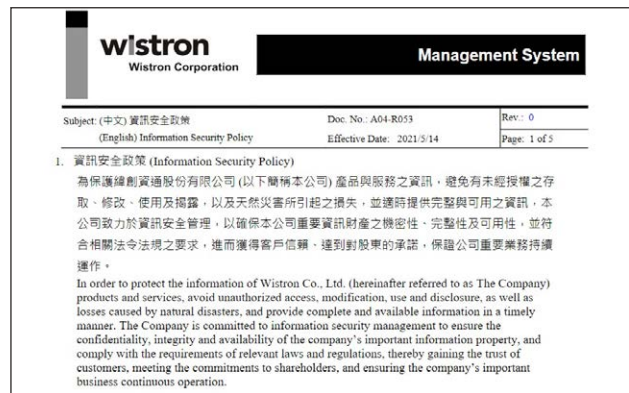 wistron
Wistron Corporation
Management System
Subject: (中文) 資訊安全政策
(English) Information Security Policy
Doc. No.: A04-R053
Effective Date: 2021/5/14
Rev.: 0
Page: 1 of 5
1. 資訊安全政策 (Information Security Policy)
為保護緯創資通股份有限公司 (以下簡稱本公司) 產品與服務之資訊，避免有未經授權之存
取、修改、使用及揭露，以及天然災害所引起之損失，並適時提供完整與可用之資訊，本
公司致力於資訊安全管理，以確保本公司重要資訊財產之機密性、完整性及可用性，並符
合相關法令法規之要求，進而獲得客戶信賴、達到對股東的承諾，保證公司重要業務持續
運作。
In order to protect the information of Wistron Co., Ltd. (hereinafter referred to as The Company)
products and services, avoid unauthorized access, modification, use and disclosure, as well as
losses caused by natural disasters, and provide complete and available information in a timely
manner. The Company is committed to information security management to ensure the
confidentiality, integrity and availability of the company's important information property, and
comply with the requirements of relevant laws and regulations, thereby gaining the trust of
customers, meeting the commitments to shareholders, and ensuring the company's important
business continuous operation.